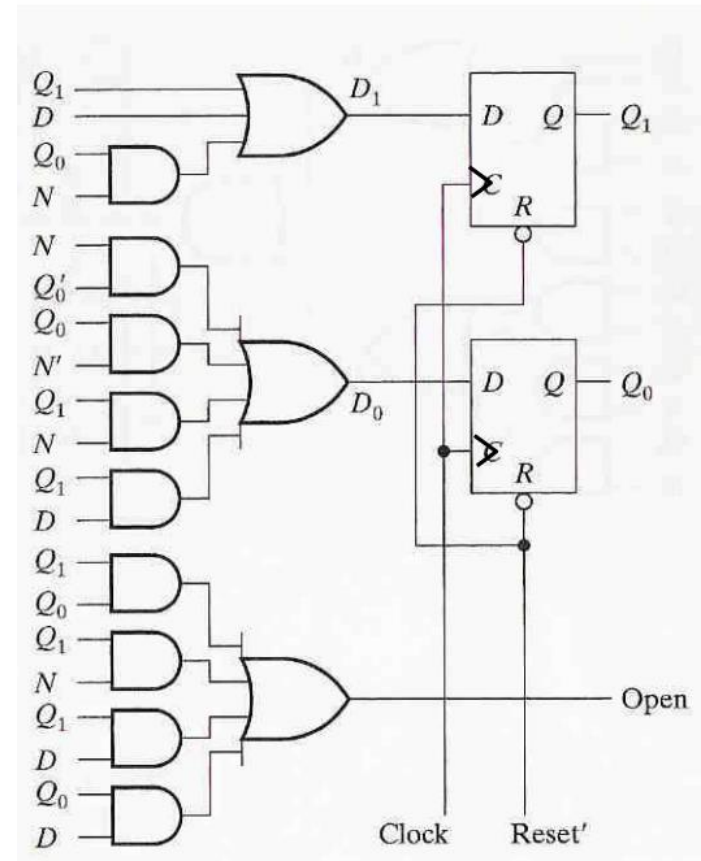 Q₁
D
Q₀
N
D₁
D Q
C
R
Q₁
N
Q₀′
Q₀
N′
Q₁
N
Q₁
D
D₀
D Q
C
R
Q₀
Q₁
Q₀
Q₁
N
Q₁
D
Q₀
D
Open
Clock Reset′